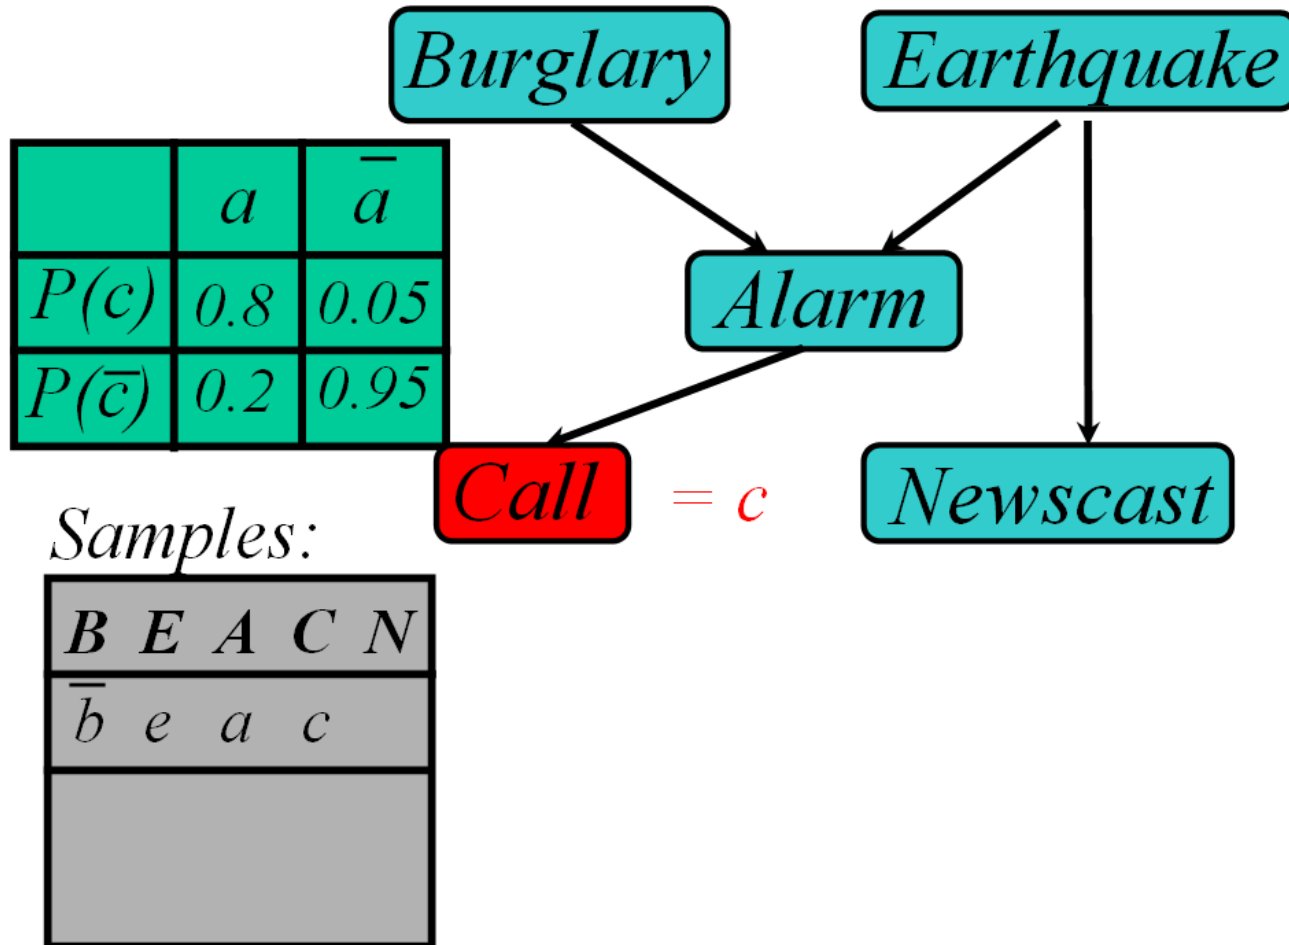 Burglary Earthquake
a a̅
Alarm
P(c) 0.8 0.05
P(c̅) 0.2 0.95
Call = c Newscast
Samples:
B E A C N
b̅ e a c